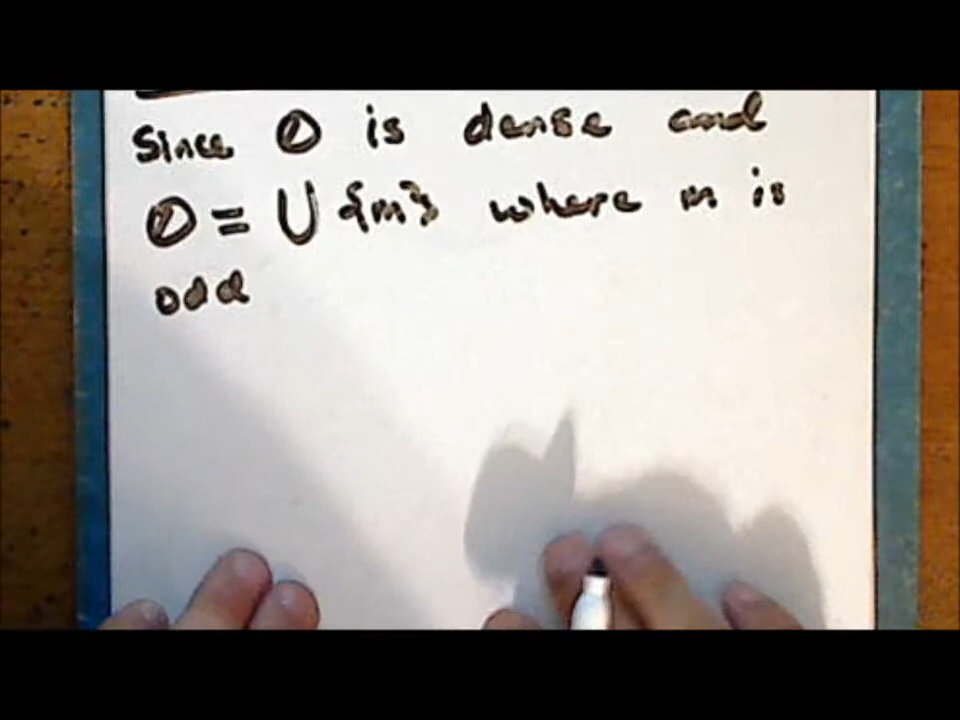 Since 𝕆 is dense and
𝕆 = ∪ {m} where m is
odd